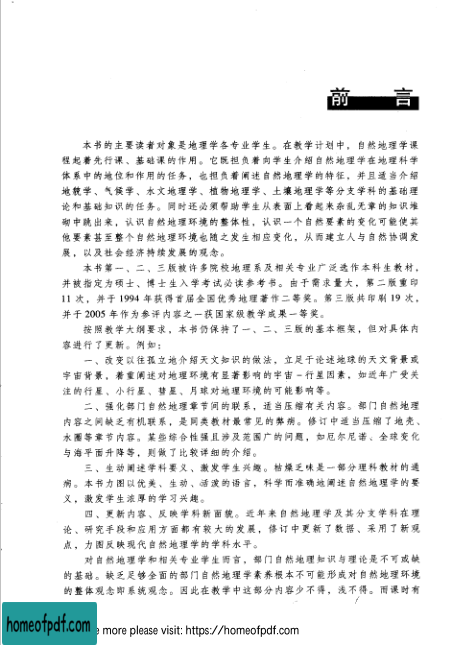 前 言
本书的主要读者对象是地理学各专业学生。在教学计划中，自然地理学课
程起着先行课、基础课的作用。它既担负着向学生介绍自然地理学在地理科学
体系中的地位和作用的任务，也担负着阐述自然地理学的特征，并且适当介绍
地貌学、气候学、水文地理学、植物地理学、土壤地理学等分支学科的基础理
论和基础知识的任务。同时还必须帮助学生从表面上看起来杂乱无章的知识堆
砌中跳出来，认识自然地理环境的整体性，认识一个自然要素的变化可能使其
他要素甚至整个自然地理环境也随之发生相应变化，从而建立人与自然协调发
展，以及社会经济持续发展的观念。
本书第一、二、三版被许多院校地理系及相关专业广泛选作本科生教材，
并被指定为硕士、博士生入学考试必读参考书。由于需求量大，第二版重印
11 次，并于 1994 年获得首届全国优秀地理著作二等奖。第三版共印刷 19 次，
并于 2005 年作为参评内容之一获国家级教学成果一等奖。
按照教学大纲要求，本书仍保持了一、二、三版的基本框架，但对具体内
容进行了更新。例如：
一、改变以往孤立地介绍天文知识的做法，立足于论述地球的天文背景或
宇宙背景，着重阐述对地理环境有显著影响的宇宙－行星因素，如近年广受关
注的行星、小行星、彗星、月球对地理环境的可能影响等。
二、强化部门自然地理章节间的联系，适当压缩有关内容。部门自然地理
内容之间缺乏有机联系，是同类教材最常见的弊病。修订中适当压缩了地壳、
水圈等章节内容。某些综合性强且涉及范围广的问题，如厄尔尼诺、全球变化
与海平面升降等，则做了比较详细的介绍。
三、生动阐述学科要义、激发学生兴趣。枯燥乏味是一部分理科教材的通
病。本书力图以优美、生动、活泼的语言，科学而准确地阐述自然地理学的要
义，激发学生浓厚的学习兴趣。
四、更新内容、反映学科新面貌。近年来自然地理学及其分支学科在理
论、研究手段和应用方面都有较大的发展，修订中更新了数据、采用了新观
点，力图反映现代自然地理学的学科水平。
对自然地理学和相关专业学生而言，部门自然地理知识与理论是不可或缺
的基础。缺乏足够全面的部门自然地理学素养根本不可能形成对自然地理环境
的整体观念即系统观念。因此在教学中这部分内容少不得，浅不得。而课时有
homeofpdf.com
e more please visit: https://homeofpdf.com